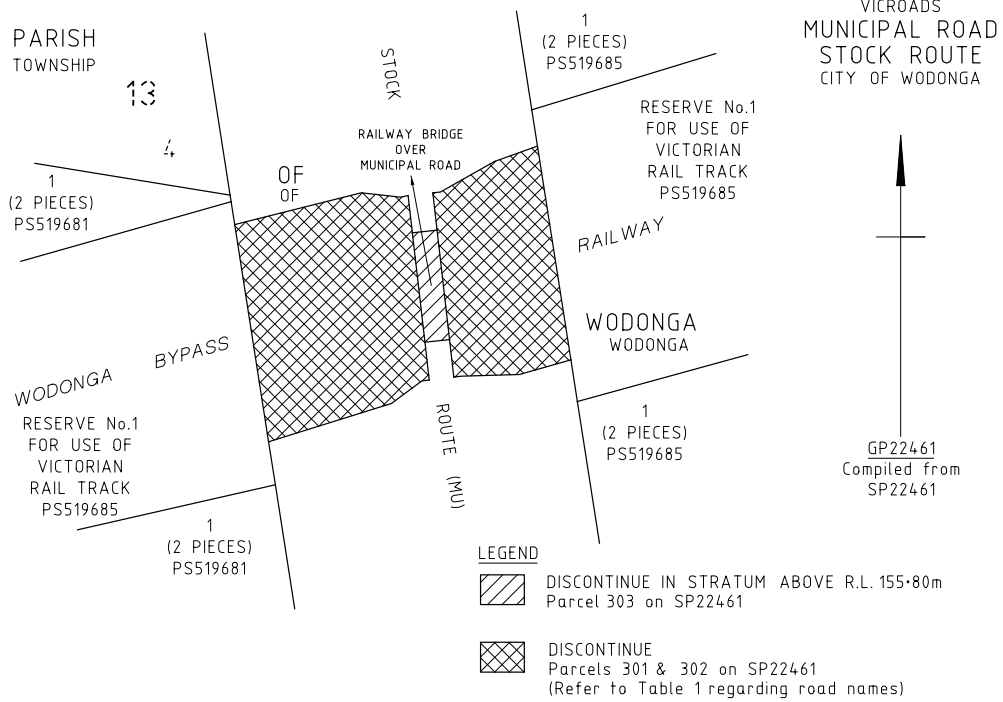 PARISH
TOWNSHIP
13
4
1
(2 PIECES)
PS519681
OF
OF
STOCK
RAILWAY BRIDGE
OVER
MUNICIPAL ROAD
1
(2 PIECES)
PS519685
RESERVE No.1
FOR USE OF
VICTORIAN
RAIL TRACK
PS519685
VICROADS
MUNICIPAL ROAD
STOCK ROUTE
CITY OF WODONGA
RAILWAY
WODONGA
WODONGA
WODONGA BYPASS
RESERVE No.1
FOR USE OF
VICTORIAN
RAIL TRACK
PS519685
1
(2 PIECES)
PS519681
ROUTE (MU)
1
(2 PIECES)
PS519685
GP22461
Compiled from
SP22461
LEGEND
DISCONTINUE IN STRATUM ABOVE R.L. 155·80m
Parcel 303 on SP22461
DISCONTINUE
Parcels 301 & 302 on SP22461
(Refer to Table 1 regarding road names)